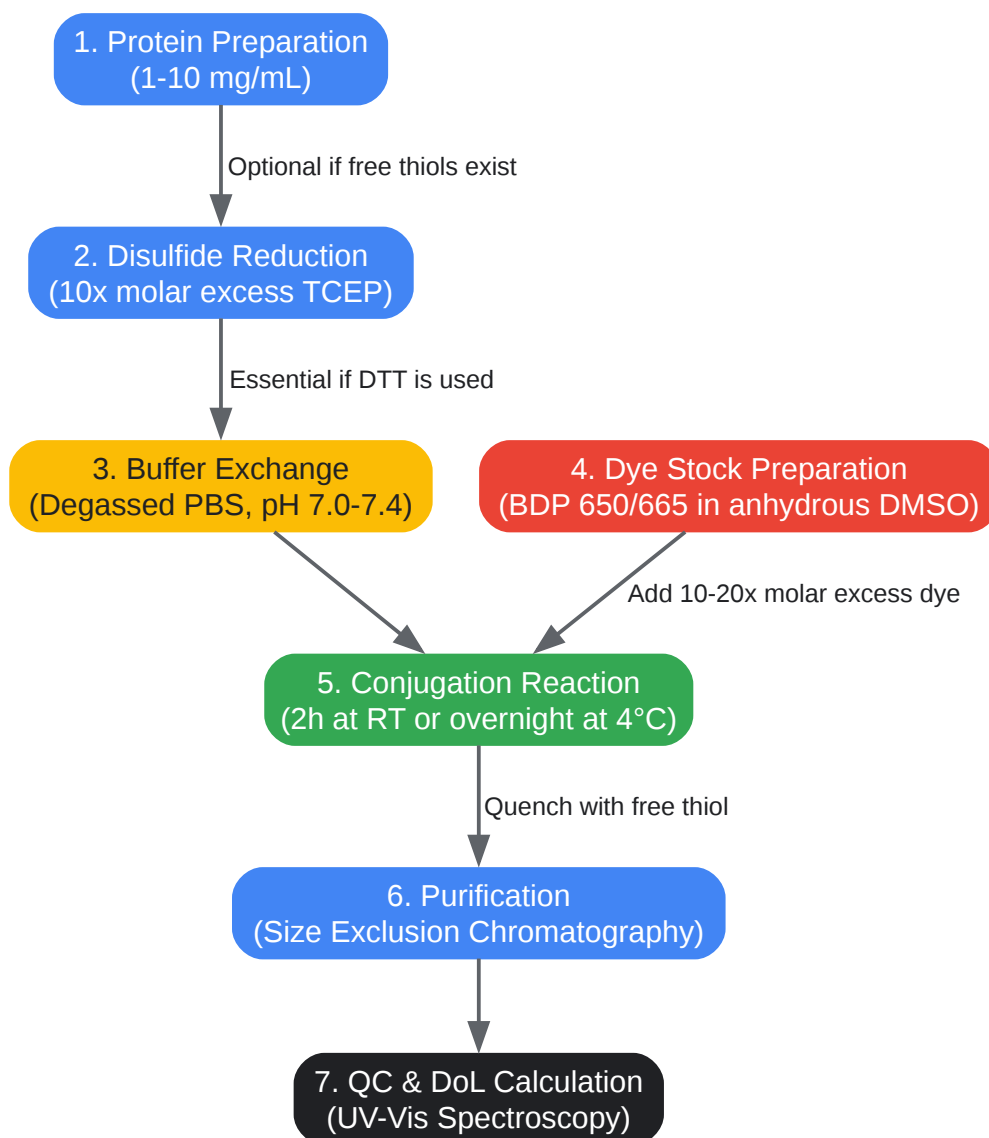 1. Protein Preparation
(1-10 mg/mL)
Optional if free thiols exist
2. Disulfide Reduction
(10x molar excess TCEP)
Essential if DTT is used
3. Buffer Exchange
(Degassed PBS, pH 7.0-7.4)
4. Dye Stock Preparation
(BDP 650/665 in anhydrous DMSO)
Add 10-20x molar excess dye
5. Conjugation Reaction
(2h at RT or overnight at 4°C)
Quench with free thiol
6. Purification
(Size Exclusion Chromatography)
7. QC & DoL Calculation
(UV-Vis Spectroscopy)